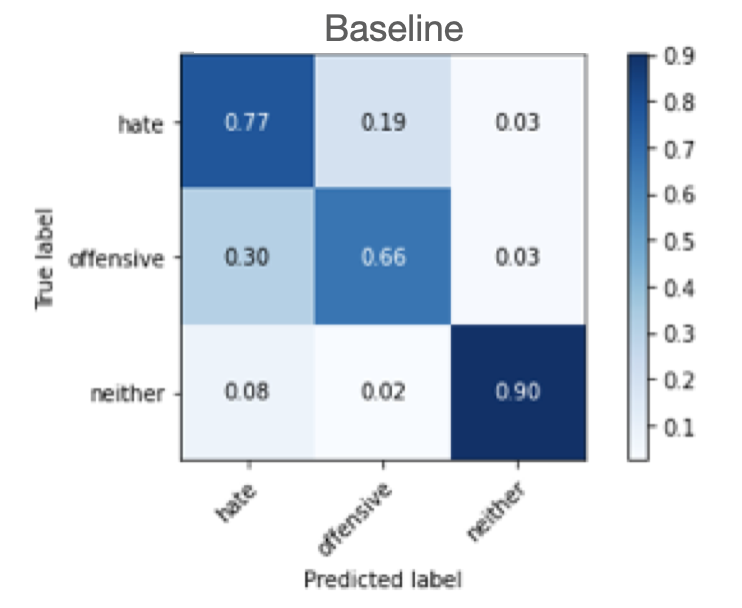 Baseline
0.9
hate 0.77 0.19 0.03
0.8
0.7
0.6
True label
offensive 0.30 0.66 0.03
0.5
0.4
0.3
neither 0.08 0.02 0.90
0.2
0.1
hate offensive neither
Predicted label